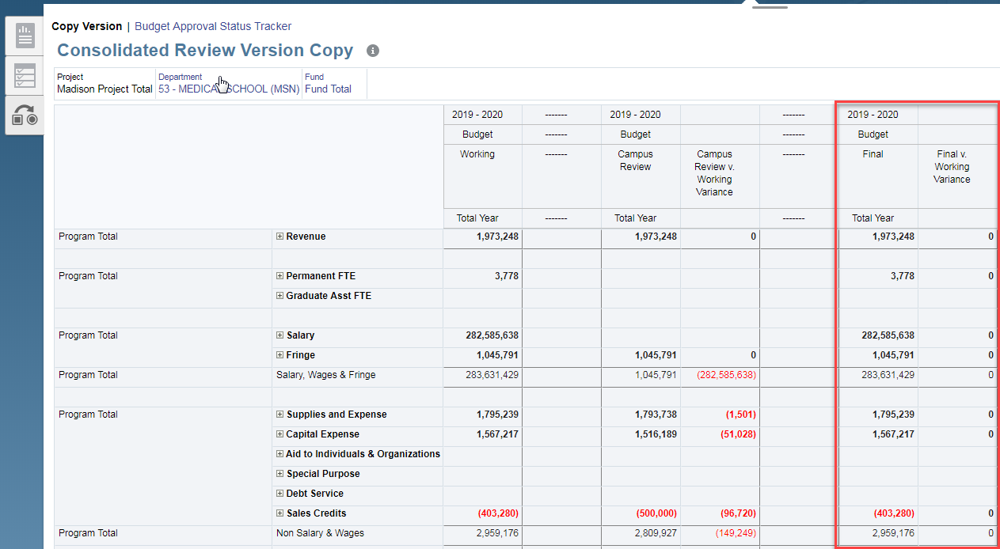 Copy Version | Budget Approval Status Tracker
Consolidated Review Version Copy
Project Department Fund
Madison Project Total 53 - MEDICAL SCHOOL (MSN) Fund Total
2019 - 2020 ------- 2019 - 2020 ------- 2019 - 2020
Budget ------- Budget ------- Budget
Working ------- Campus Review Campus Review v. Working Variance ------- Final Final v. Working Variance
Total Year ------- Total Year ------- Total Year
Program Total Revenue 1,973,248 1,973,248 0 1,973,248 0
Program Total Permanent FTE 3,778 3,778 0
Graduate Asst FTE
Program Total Salary 282,585,638 282,585,638 0
Fringe 1,045,791 1,045,791 0 1,045,791 0
Program Total Salary, Wages & Fringe 283,631,429 1,045,791 (282,585,638) 283,631,429 0
Program Total Supplies and Expense 1,795,239 1,793,738 (1,501) 1,795,239 0
Capital Expense 1,567,217 1,516,189 (51,028) 1,567,217 0
Aid to Individuals & Organizations
Special Purpose
Debt Service
Sales Credits (403,280) (500,000) (96,720) (403,280) 0
Program Total Non Salary & Wages 2,959,176 2,809,927 (149,249) 2,959,176 0